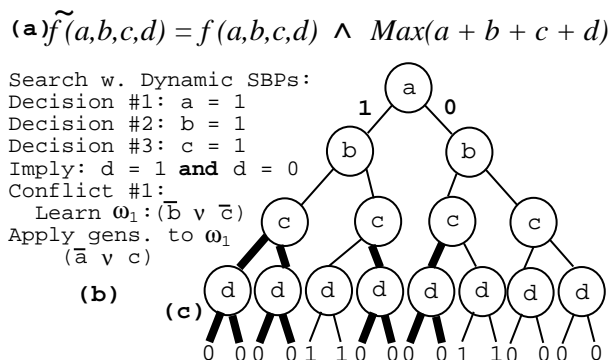 (a) f̃(a,b,c,d) = f (a,b,c,d) ∧ Max(a + b + c + d)
Search w. Dynamic SBPs:
Decision #1: a = 1
Decision #2: b = 1
Decision #3: c = 1
Imply: d = 1 and d = 0
Conflict #1:
Learn ω₁:(b̅ ∨ c̅)
Apply gens. to ω₁
(a̅ ∨ c)
(b)
(c)
a
1 0
b b
c c c c
d d d d d d d d
0 0 0 0 1 1 0 0 0 0 1 1 0 0 0 0